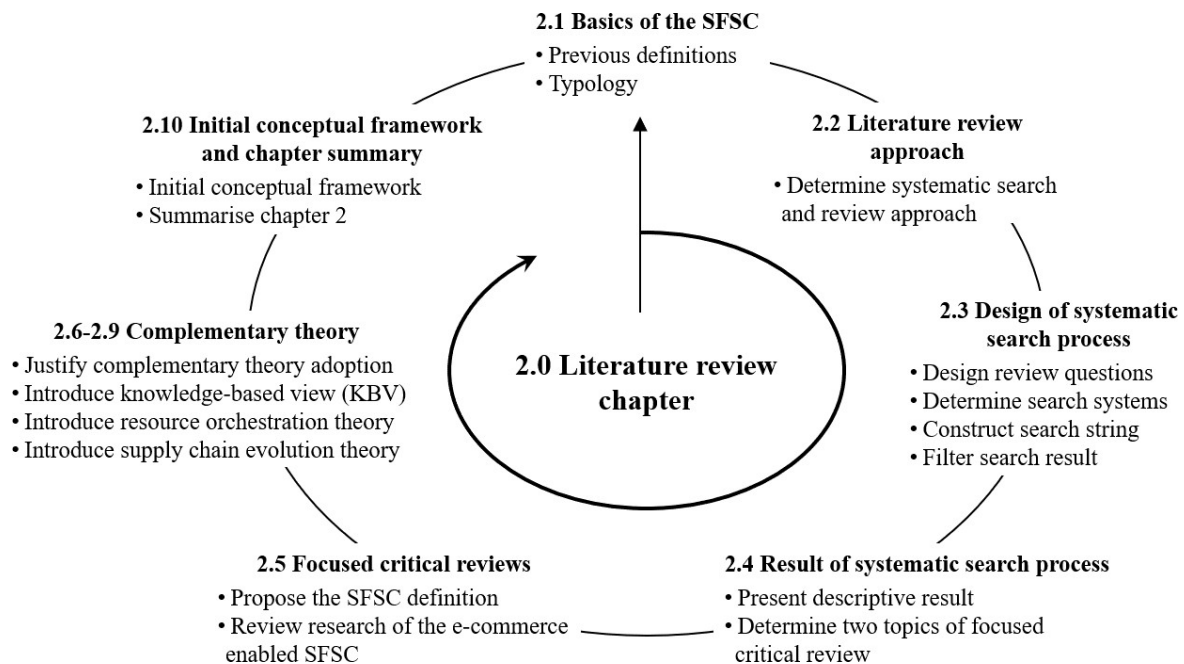 2.1 Basics of the SFSC
• Previous definitions
• Typology
2.2 Literature review
approach
• Determine systematic search
and review approach
2.3 Design of systematic
search process
• Design review questions
• Determine search systems
• Construct search string
• Filter search result
2.4 Result of systematic search process
• Present descriptive result
• Determine two topics of focused
critical review
2.5 Focused critical reviews
• Propose the SFSC definition
• Review research of the e-commerce
enabled SFSC
2.6-2.9 Complementary theory
• Justify complementary theory adoption
• Introduce knowledge-based view (KBV)
• Introduce resource orchestration theory
• Introduce supply chain evolution theory
2.10 Initial conceptual framework
and chapter summary
• Initial conceptual framework
• Summarise chapter 2
2.0 Literature review
chapter